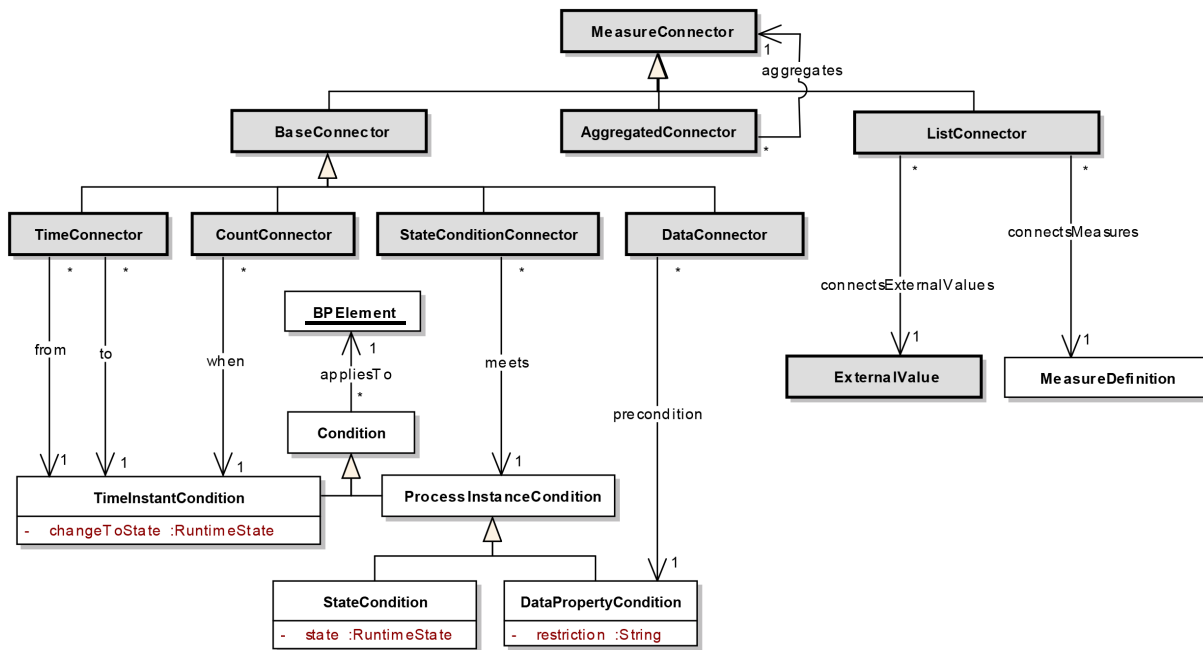 MeasureConnector
1
aggregates
BaseConnector
AggregatedConnector
*
ListConnector
*
*
TimeConnector
CountConnector
StateConditionConnector
DataConnector
connectsMeasures
*
*
*
*
*
connectsExternalValues
BPElement
1
from
to
when
appliesTo
meets
1
1
ExternalValue
MeasureDefinition
*
precondition
Condition
1
1
1
1
TimeInstantCondition
ProcessInstanceCondition
- changeToState :RuntimeState
1
StateCondition
DataPropertyCondition
- state :RuntimeState
- restriction :String